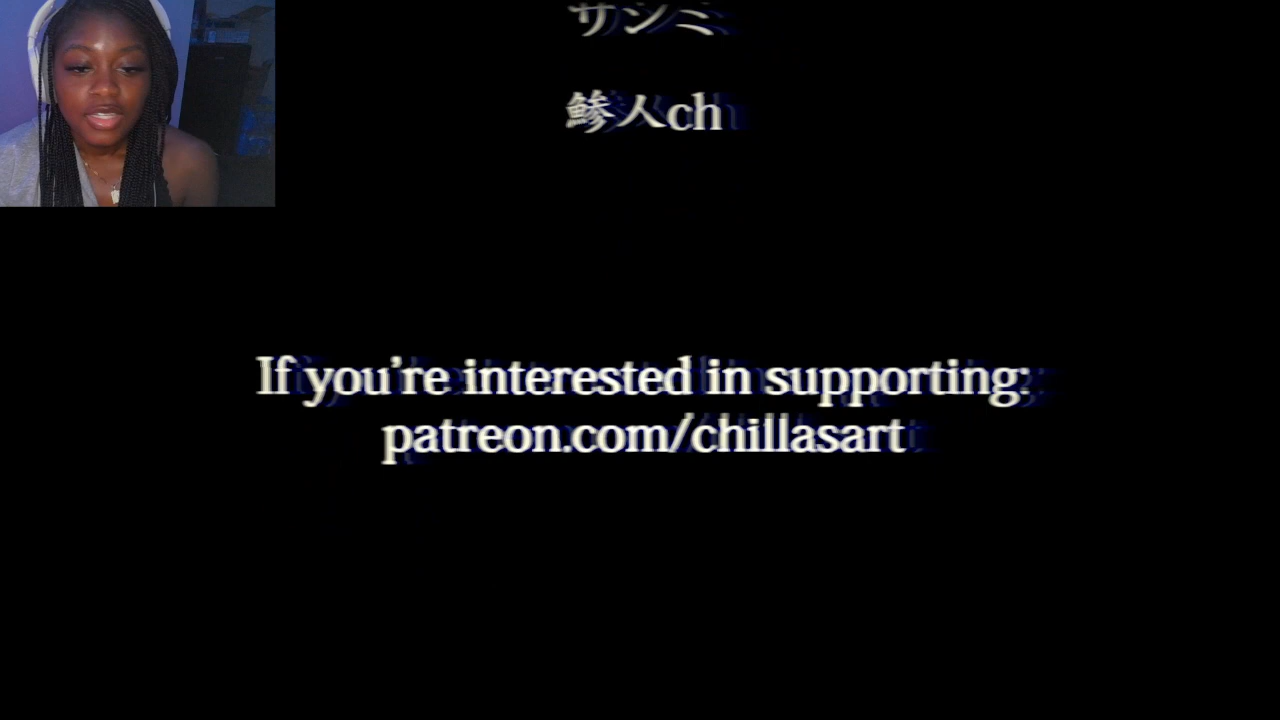 サシミ
鯵人ch
If you're interested in supporting:
patreon.com/chillasart